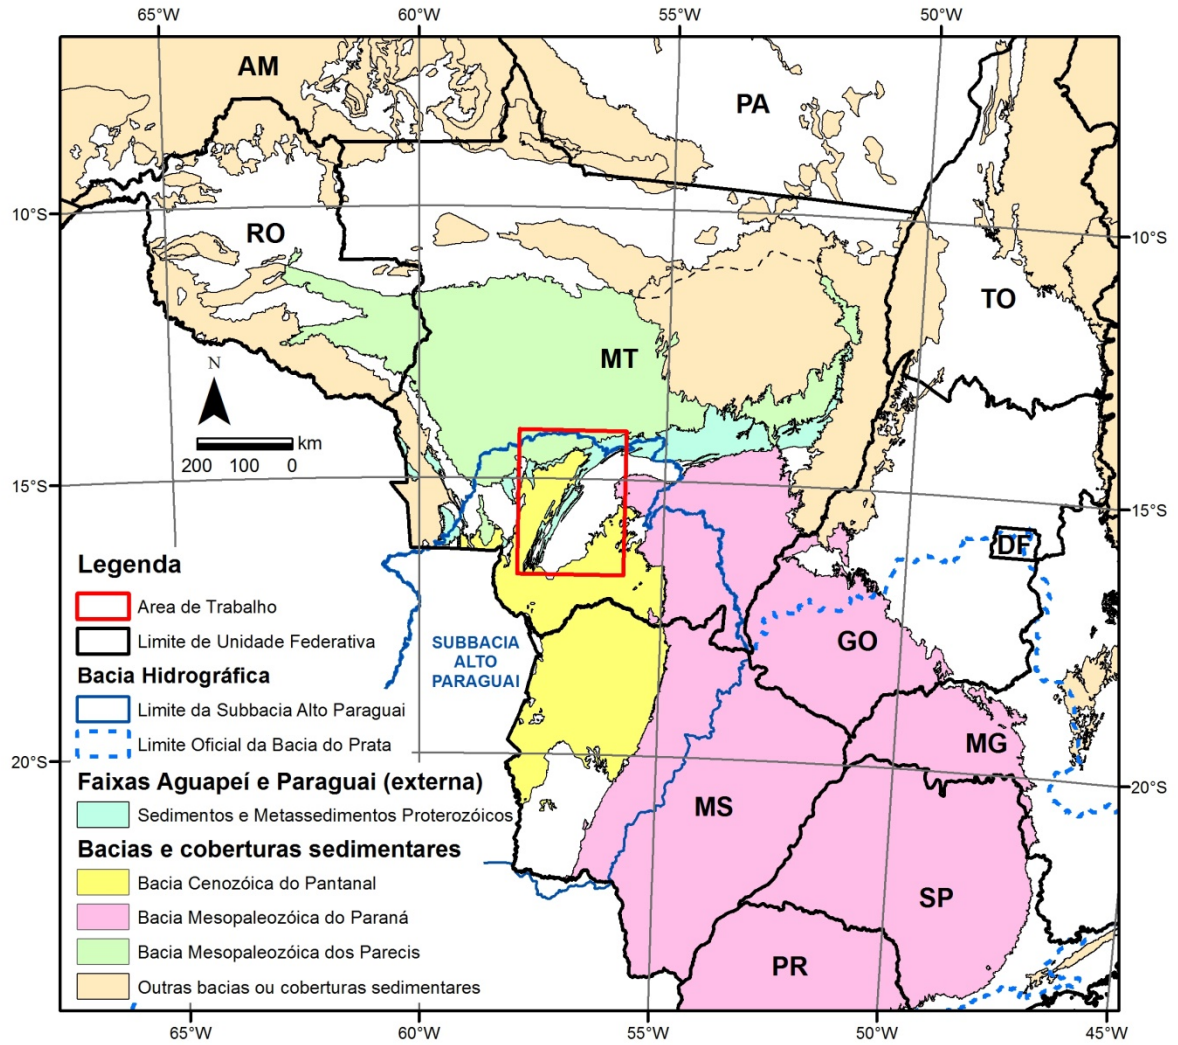 65°W 60°W 55°W 50°W
AM
PA
10°S
RO
10°S
TO
MT
N
km
200 100 0
15°S
15°S
DF
Legenda
Area de Trabalho
Limite de Unidade Federativa
Bacia Hidrográfica
Limite da Subbacia Alto Paraguai
Limite Oficial da Bacia do Prata
Faixas Aguapeí e Paraguai (externa)
Sedimentos e Metassedimentos Proterozóicos
Bacias e coberturas sedimentares
Bacia Cenozóica do Pantanal
Bacia Mesopaleozóica do Paraná
Bacia Mesopaleozóica dos Parecis
Outras bacias ou coberturas sedimentares
SUBBACIA
ALTO
PARAGUAI
GO
MG
20°S
20°S
MS
SP
PR
65°W 60°W 55°W 50°W 45°W